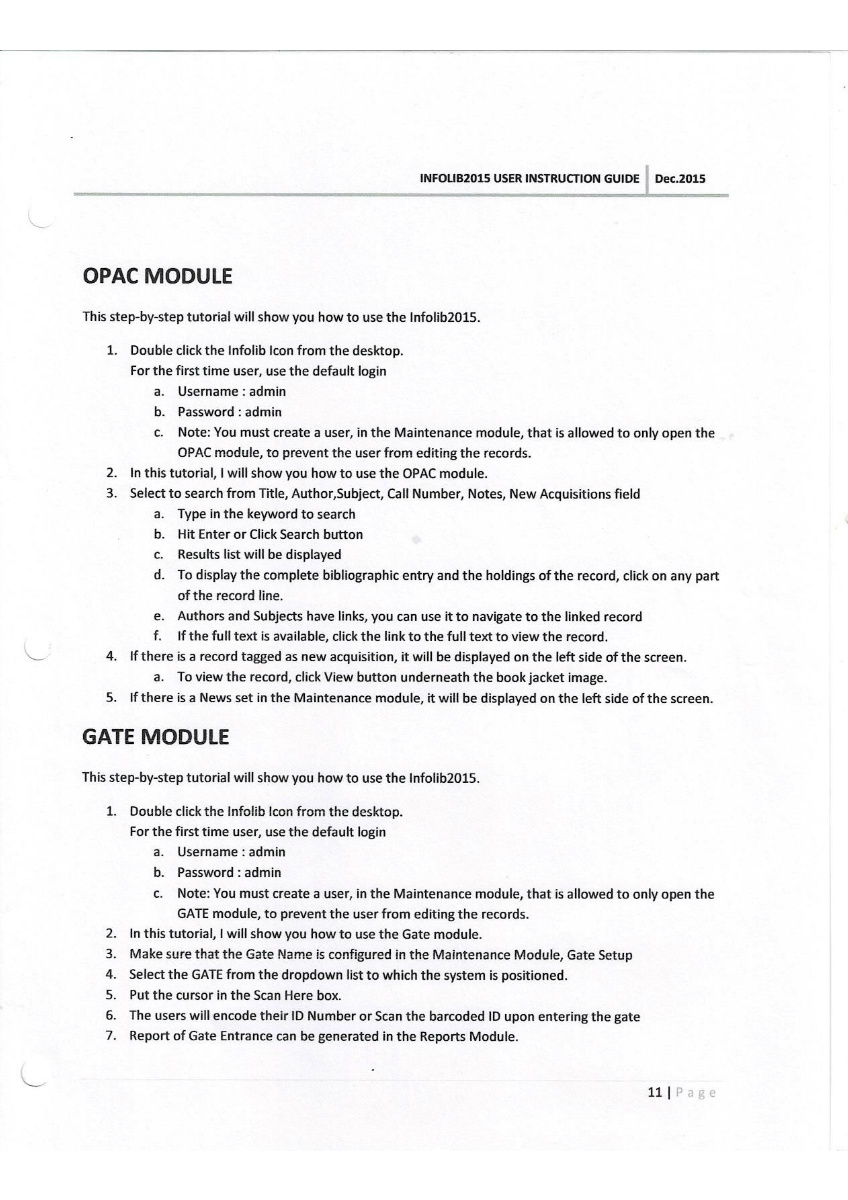 INFOLIB2015 USER INSTRUCTION GUIDE Dec.2015
OPAC MODULE
This step-by-step tutorial will show you how to use the Infolib2015.
1. Double click the Infolib Icon from the desktop.
For the first time user, use the default login
a. Username : admin
b. Password : admin
c. Note: You must create a user, in the Maintenance module, that is allowed to only open the
OPAC module, to prevent the user from editing the records.
2. In this tutorial, I will show you how to use the OPAC module.
3. Select to search from Title, Author,Subject, Call Number, Notes, New Acquisitions field
a. Type in the keyword to search
b. Hit Enter or Click Search button
c. Results list will be displayed
d. To display the complete bibliographic entry and the holdings of the record, click on any part
of the record line.
e. Authors and Subjects have links, you can use it to navigate to the linked record
f. If the full text is available, click the link to the full text to view the record.
4. If there is a record tagged as new acquisition, it will be displayed on the left side of the screen.
a. To view the record, click View button underneath the book jacket image.
5. If there is a News set in the Maintenance module, it will be displayed on the left side of the screen.
GATE MODULE
This step-by-step tutorial will show you how to use the Infolib2015.
1. Double click the Infolib Icon from the desktop.
For the first time user, use the default login
a. Username : admin
b. Password : admin
c. Note: You must create a user, in the Maintenance module, that is allowed to only open the
GATE module, to prevent the user from editing the records.
2. In this tutorial, I will show you how to use the Gate module.
3. Make sure that the Gate Name is configured in the Maintenance Module, Gate Setup
4. Select the GATE from the dropdown list to which the system is positioned.
5. Put the cursor in the Scan Here box.
6. The users will encode their ID Number or Scan the barcoded ID upon entering the gate
7. Report of Gate Entrance can be generated in the Reports Module.
11 | Page